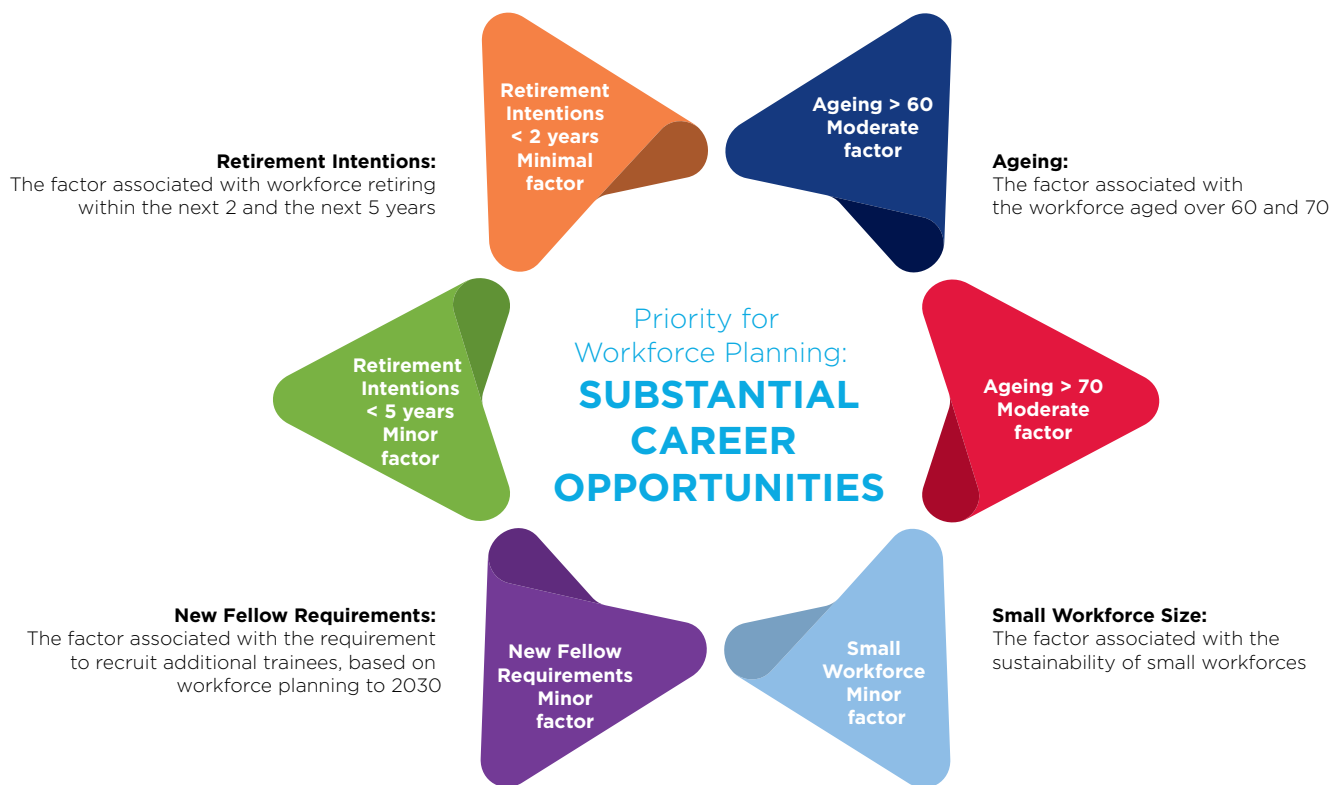 Retirement
Intentions
< 2 years
Minimal
factor
Ageing > 60
Moderate
factor
Retirement Intentions:
The factor associated with workforce retiring
within the next 2 and the next 5 years
Ageing:
The factor associated with
the workforce aged over 60 and 70
Retirement
Intentions
< 5 years
Minor
factor
Priority for
Workforce Planning:
SUBSTANTIAL
CAREER
OPPORTUNITIES
Ageing > 70
Moderate
factor
New Fellow Requirements:
The factor associated with the requirement
to recruit additional trainees, based on
workforce planning to 2030
New Fellow
Requirements
Minor
factor
Small
Workforce
Minor
factor
Small Workforce Size:
The factor associated with the
sustainability of small workforces